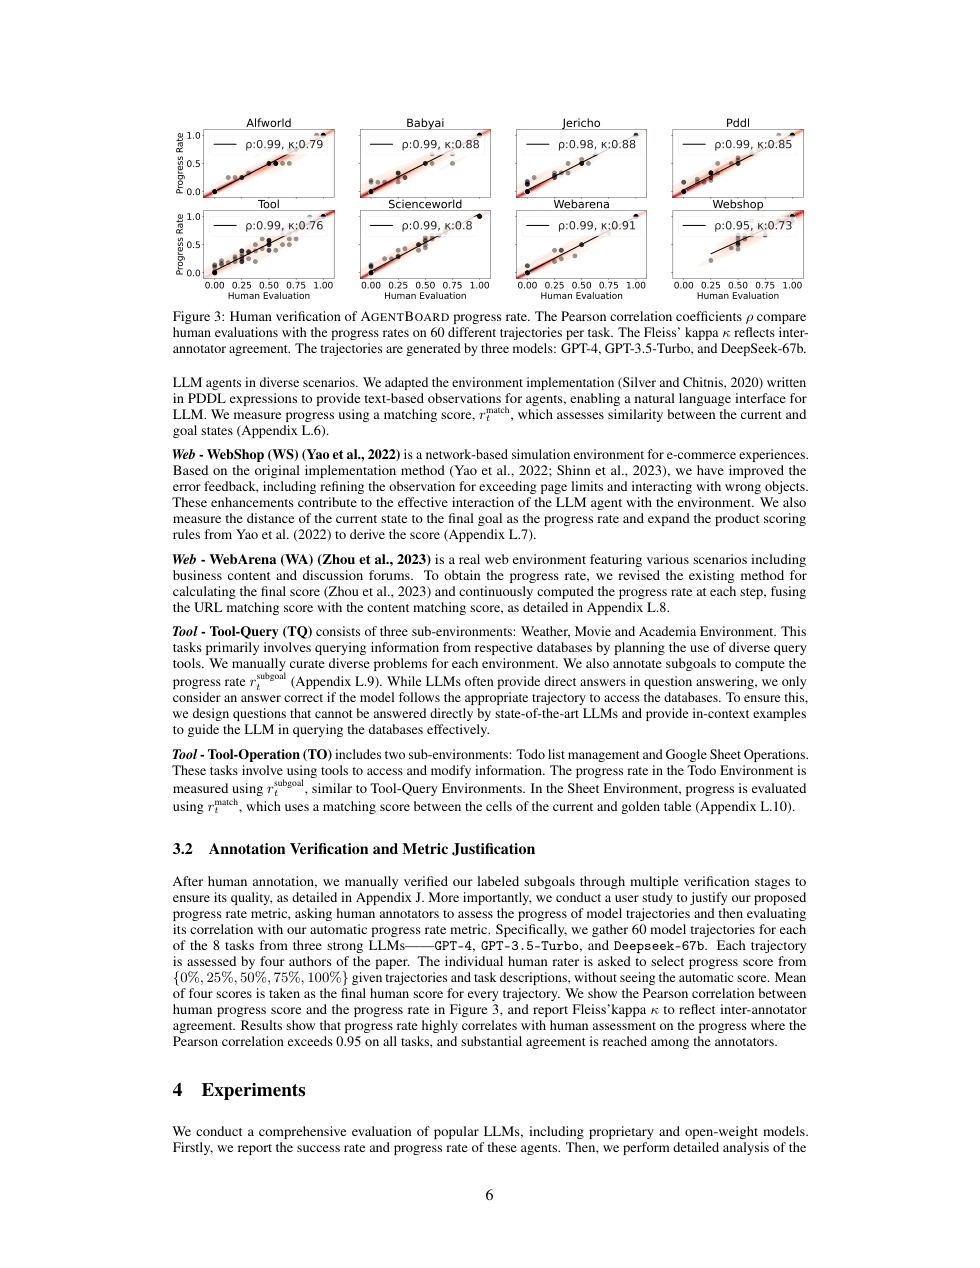 Alfworld Babyai Jericho Pddl
Progress Rate
1.0
0.5
0.0
ρ:0.99, κ:0.79
ρ:0.99, κ:0.88
ρ:0.98, κ:0.88
ρ:0.99, κ:0.85
Tool Scienceworld Webarena Webshop
Progress Rate
1.0
0.5
0.0
ρ:0.99, κ:0.76
ρ:0.99, κ:0.8
ρ:0.99, κ:0.91
ρ:0.95, κ:0.73
0.00 0.25 0.50 0.75 1.00 0.00 0.25 0.50 0.75 1.00 0.00 0.25 0.50 0.75 1.00 0.00 0.25 0.50 0.75 1.00
Human Evaluation Human Evaluation Human Evaluation Human Evaluation
Figure 3: Human verification of AGENTBOARD progress rate. The Pearson correlation coefficients ρ compare
human evaluations with the progress rates on 60 different trajectories per task. The Fleiss' kappa κ reflects inter-
annotator agreement. The trajectories are generated by three models: GPT-4, GPT-3.5-Turbo, and DeepSeek-67b.
LLM agents in diverse scenarios. We adapted the environment implementation (Silver and Chitnis, 2020) written
in PDDL expressions to provide text-based observations for agents, enabling a natural language interface for
LLM. We measure progress using a matching score, r_t^match, which assesses similarity between the current and
goal states (Appendix L.6).
Web - WebShop (WS) (Yao et al., 2022) is a network-based simulation environment for e-commerce experiences.
Based on the original implementation method (Yao et al., 2022; Shinn et al., 2023), we have improved the
error feedback, including refining the observation for exceeding page limits and interacting with wrong objects.
These enhancements contribute to the effective interaction of the LLM agent with the environment. We also
measure the distance of the current state to the final goal as the progress rate and expand the product scoring
rules from Yao et al. (2022) to derive the score (Appendix L.7).
Web - WebArena (WA) (Zhou et al., 2023) is a real web environment featuring various scenarios including
business content and discussion forums. To obtain the progress rate, we revised the existing method for
calculating the final score (Zhou et al., 2023) and continuously computed the progress rate at each step, fusing
the URL matching score with the content matching score, as detailed in Appendix L.8.
Tool - Tool-Query (TQ) consists of three sub-environments: Weather, Movie and Academia Environment. This
tasks primarily involves querying information from respective databases by planning the use of diverse query
tools. We manually curate diverse problems for each environment. We also annotate subgoals to compute the
progress rate r_t^subgoal (Appendix L.9). While LLMs often provide direct answers in question answering, we only
consider an answer correct if the model follows the appropriate trajectory to access the databases. To ensure this,
we design questions that cannot be answered directly by state-of-the-art LLMs and provide in-context examples
to guide the LLM in querying the databases effectively.
Tool - Tool-Operation (TO) includes two sub-environments: Todo list management and Google Sheet Operations.
These tasks involve using tools to access and modify information. The progress rate in the Todo Environment is
measured using r_t^subgoal, similar to Tool-Query Environments. In the Sheet Environment, progress is evaluated
using r_t^match, which uses a matching score between the cells of the current and golden table (Appendix L.10).
3.2 Annotation Verification and Metric Justification
After human annotation, we manually verified our labeled subgoals through multiple verification stages to
ensure its quality, as detailed in Appendix J. More importantly, we conduct a user study to justify our proposed
progress rate metric, asking human annotators to assess the progress of model trajectories and then evaluating
its correlation with our automatic progress rate metric. Specifically, we gather 60 model trajectories for each
of the 8 tasks from three strong LLMs——GPT-4, GPT-3.5-Turbo, and Deepseek-67b. Each trajectory
is assessed by four authors of the paper. The individual human rater is asked to select progress score from
{0%, 25%, 50%, 75%, 100%} given trajectories and task descriptions, without seeing the automatic score. Mean
of four scores is taken as the final human score for every trajectory. We show the Pearson correlation between
human progress score and the progress rate in Figure 3, and report Fleiss'kappa κ to reflect inter-annotator
agreement. Results show that progress rate highly correlates with human assessment on the progress where the
Pearson correlation exceeds 0.95 on all tasks, and substantial agreement is reached among the annotators.
4 Experiments
We conduct a comprehensive evaluation of popular LLMs, including proprietary and open-weight models.
Firstly, we report the success rate and progress rate of these agents. Then, we perform detailed analysis of the
6